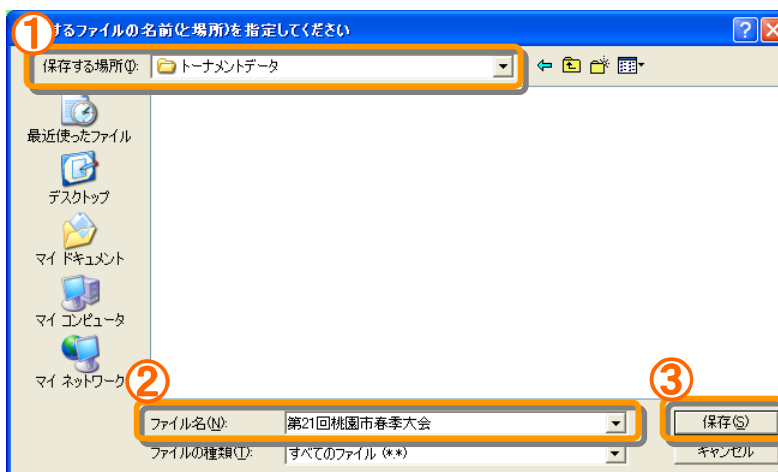 するファイルの名前(と場所)を指定してください
①
保存する場所(I):
トーナメントデータ
最近使ったファイル
デスクトップ
マイ ドキュメント
マイ コンピュータ
マイ ネットワーク
②
③
ファイル名(N):
第21回桃園市春季大会
保存(S)
ファイルの種類(T):
すべてのファイル (*.*)
キャンセル